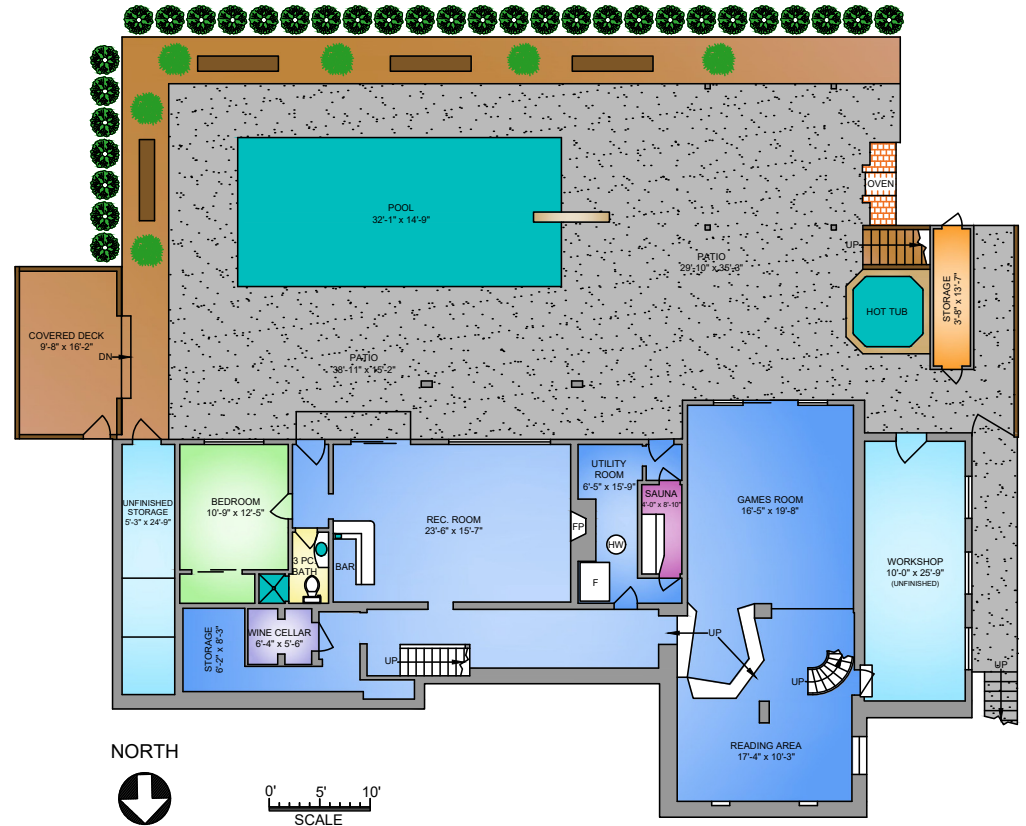 POOL
32'-1" x 14'-9"
OVEN
UP
PATIO
29'-10" x 35'-3"
STORAGE
3'-8" x 13'-7"
HOT TUB
COVERED DECK
9'-8" x 16'-2"
DN
PATIO
38'-11" x 15'-2"
UNFINISHED
STORAGE
5'-3" x 24'-9"
BEDROOM
10'-9" x 12'-5"
REC. ROOM
23'-6" x 15'-7"
UTILITY
ROOM
6'-5" x 15'-9"
SAUNA
4'-0" x 8'-10"
GAMES ROOM
16'-5" x 19'-8"
FP
HW
3 PC.
BATH
BAR
F
WORKSHOP
10'-0" x 25'-9"
(UNFINISHED)
STORAGE
6'-2" x 8'-3"
WINE CELLAR
6'-4" x 5'-6"
UP
UP
UP
UP
READING AREA
17'-4" x 10'-3"
NORTH
0' 5' 10'
SCALE